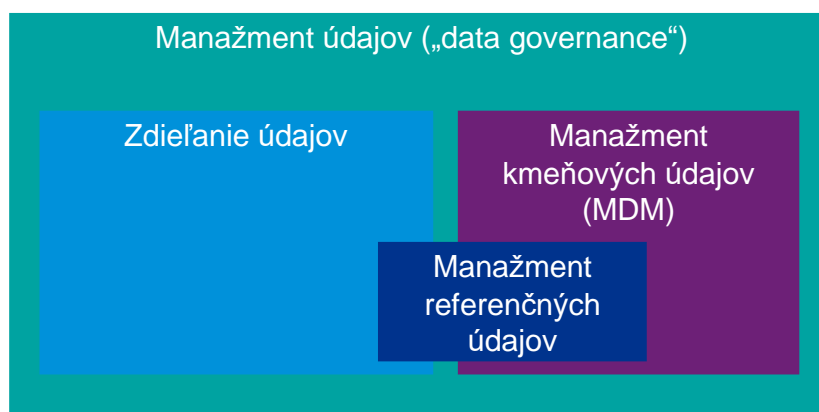 Manažment údajov („data governance“)
Zdieľanie údajov
Manažment
kmeňových údajov
(MDM)
Manažment
referenčných
údajov